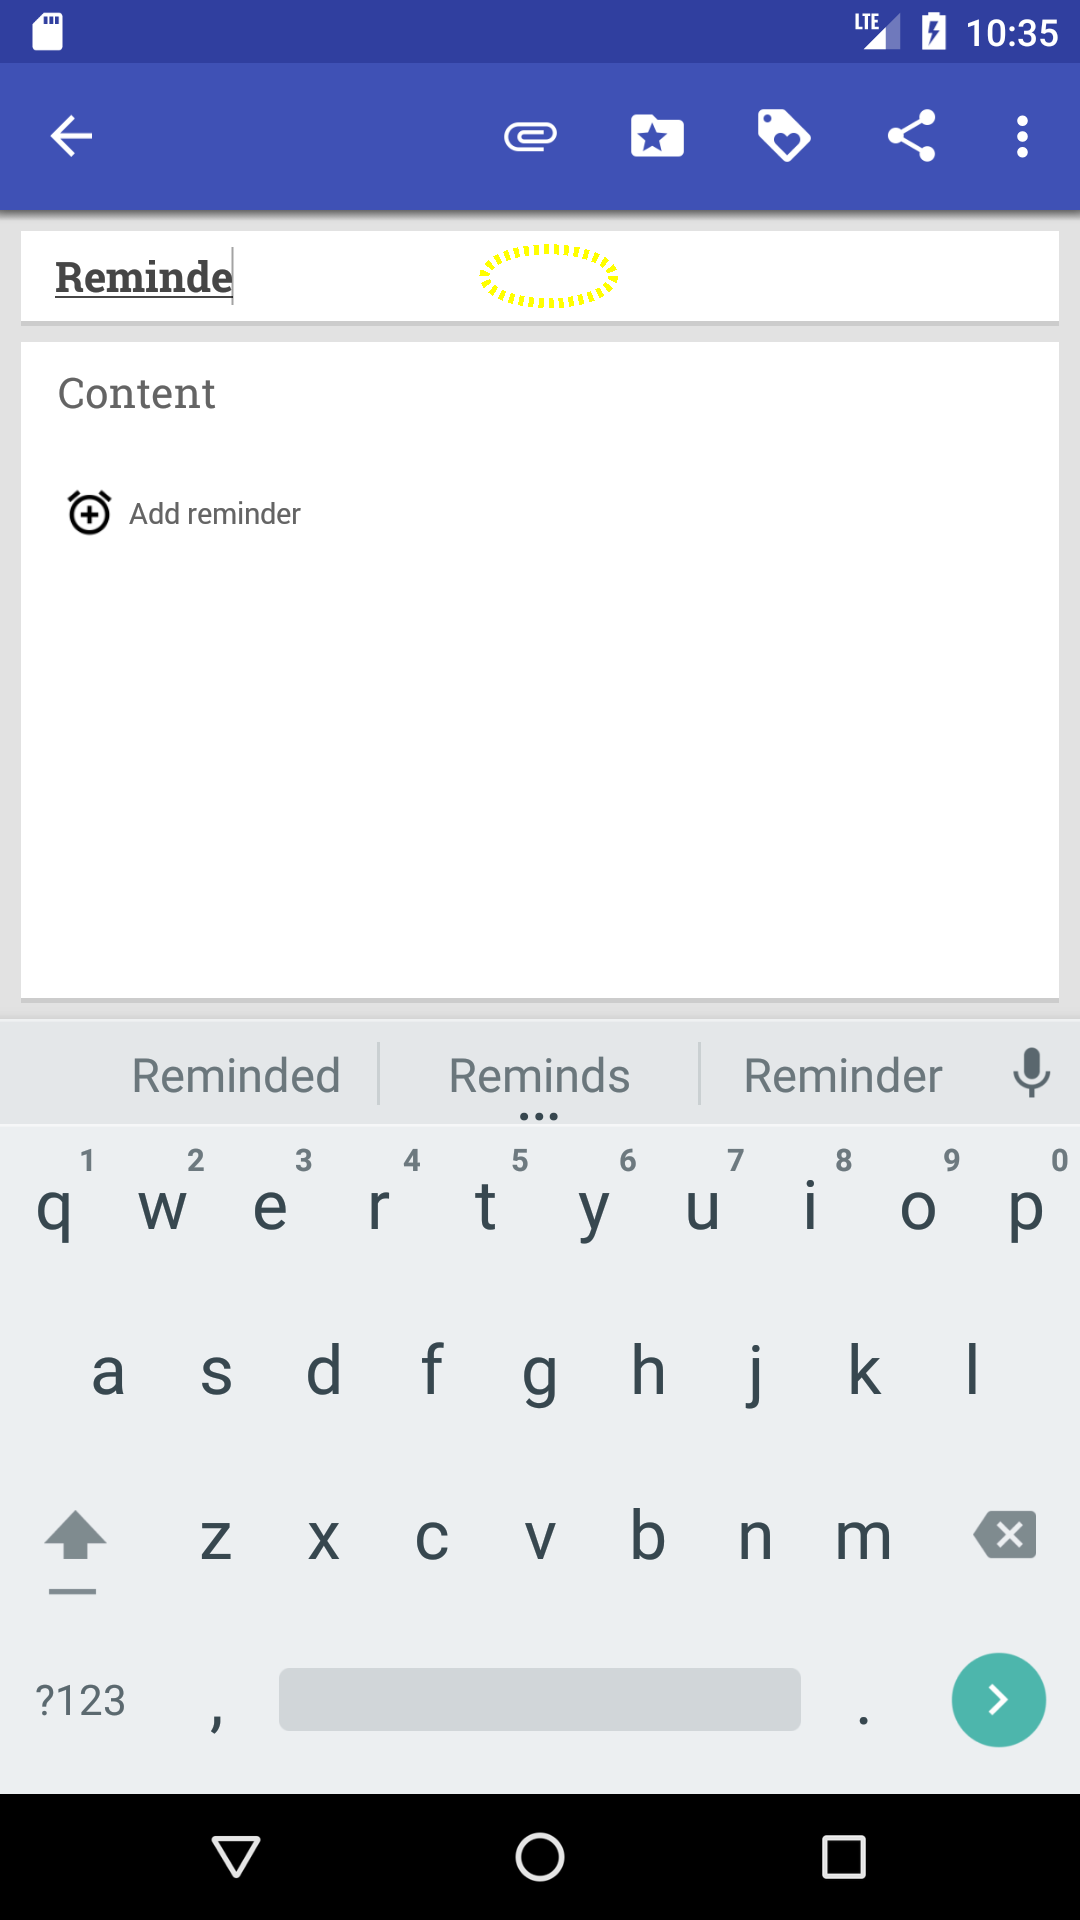 LTE 10:35
Reminde
Content
Add reminder
Reminded Reminds Reminder
1 2 3 4 5 6 7 8 9 0
q w e r t y u i o p
a s d f g h j k l
z x c v b n m
?123 , .